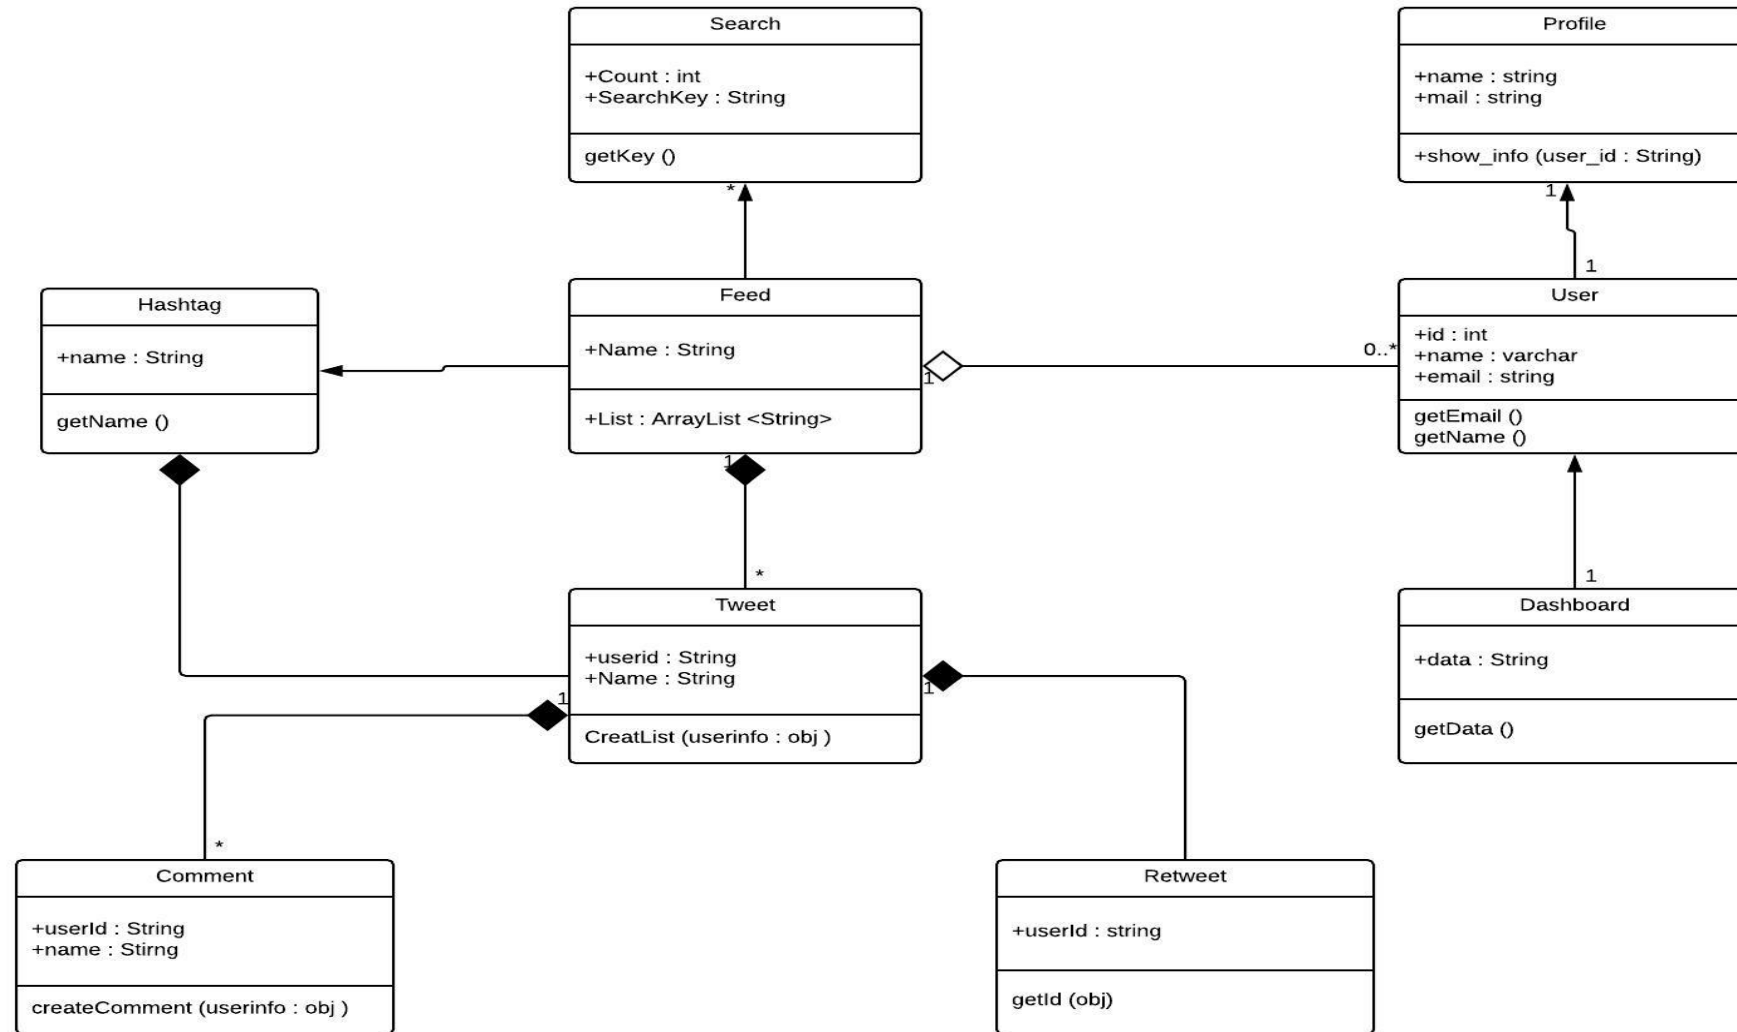 Search
+Count : int
+SearchKey : String
getKey ()
*
Profile
+name : string
+mail : string
+show_info (user_id : String)
1
1
Hashtag
+name : String
getName ()
Feed
+Name : String
+List : ArrayList <String>
1
0..*
User
+id : int
+name : varchar
+email : string
getEmail ()
getName ()
1
*
1
Tweet
+userid : String
+Name : String
CreatList (userinfo : obj )
1
1
Dashboard
+data : String
getData ()
*
Comment
+userId : String
+name : Stirng
createComment (userinfo : obj )
Retweet
+userId : string
getId (obj)